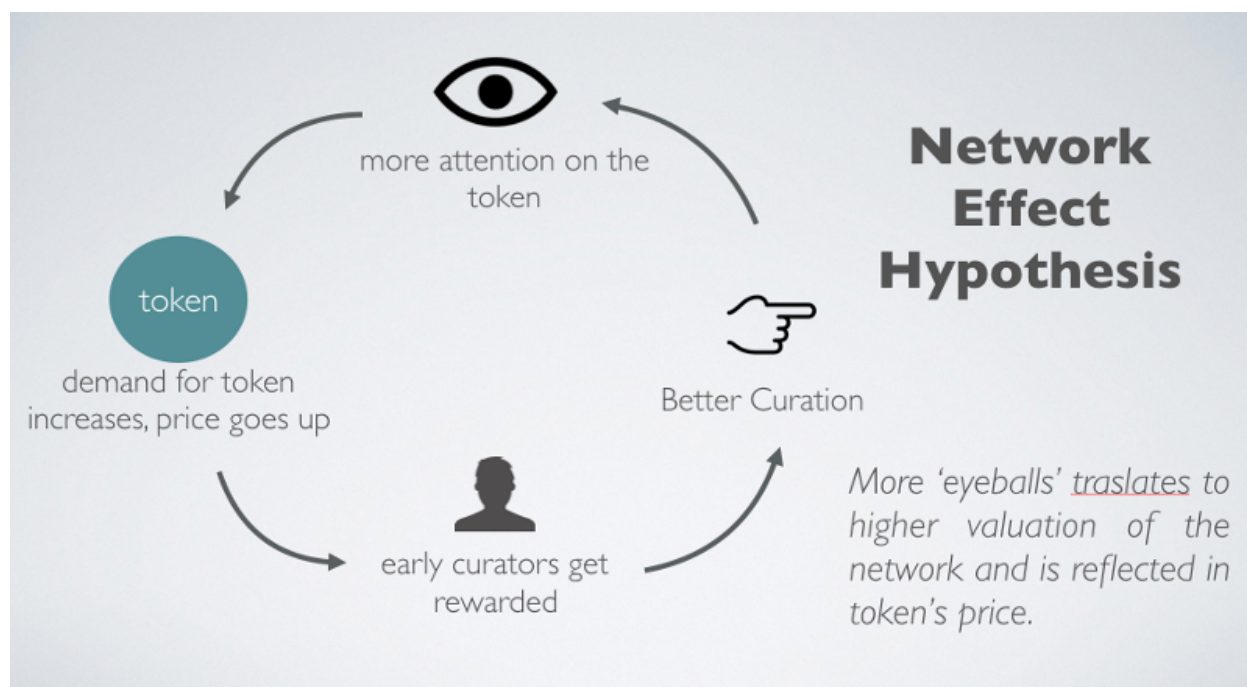 more attention on the
token
Network
Effect
Hypothesis
token
demand for token
increases, price goes up
Better Curation
early curators get
rewarded
More ‘eyeballs’ traslates to
higher valuation of the
network and is reflected in
token’s price.